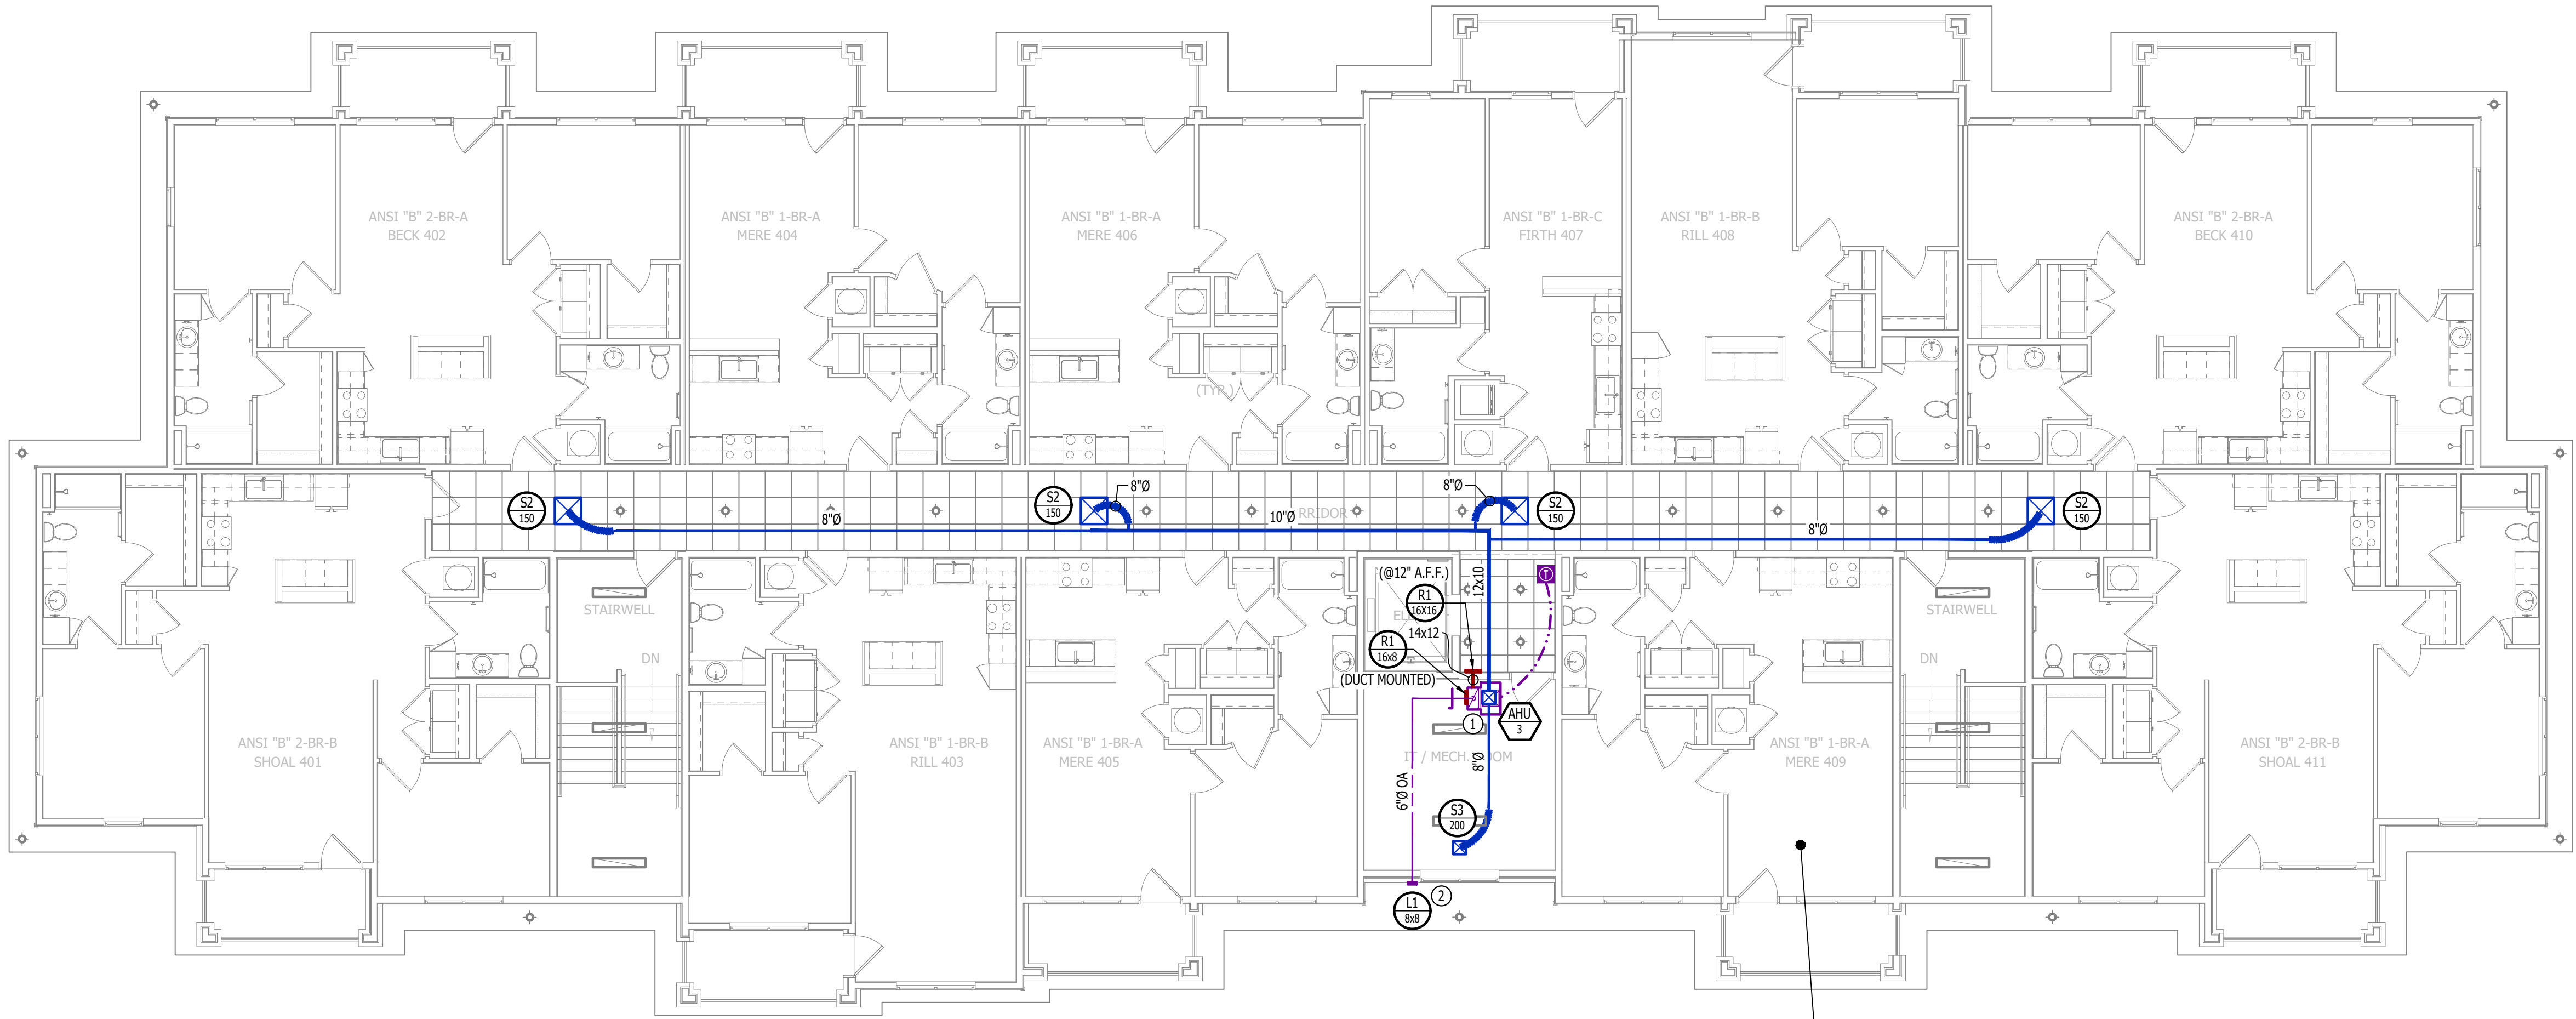 ANSI "B" 2-BR-A
BECK 402
ANSI "B" 1-BR-A
MERE 404
ANSI "B" 1-BR-A
MERE 406
ANSI "B" 1-BR-C
FIRTH 407
ANSI "B" 1-BR-B
RILL 408
ANSI "B" 2-BR-A
BECK 410
(TYP.)
S2
150
8"Ø
S2
150
8"Ø
10"Ø
RRIDOR
8"Ø
S2
150
8"Ø
S2
150
STAIRWELL
DN
(@12" A.F.F.)
12x10
T
R1
16X16
14x12
R1
16x8
(DUCT MOUNTED)
STAIRWELL
DN
1
AHU
3
IT / MECH.
OM
8"Ø
6"Ø OA
S3
200
L1
8x8
2
ANSI "B" 2-BR-B
SHOAL 401
ANSI "B" 1-BR-B
RILL 403
ANSI "B" 1-BR-A
MERE 405
ANSI "B" 1-BR-A
MERE 409
ANSI "B" 2-BR-B
SHOAL 411